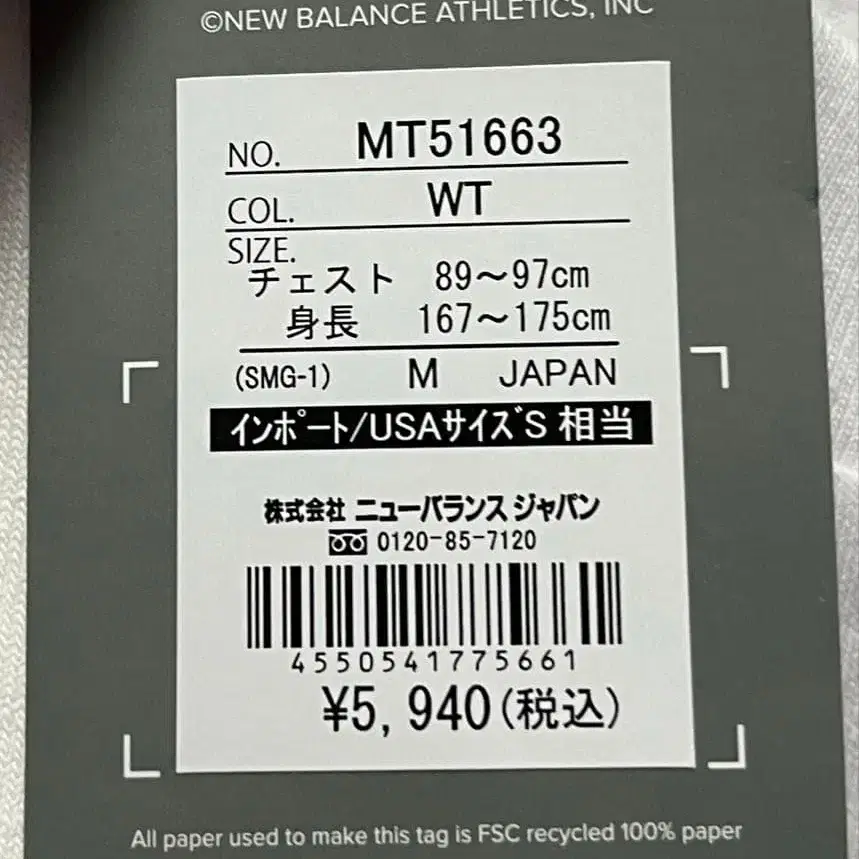 ©NEW BALANCE ATHLETICS, INC
NO. MT51663
COL. WT
SIZE.
チェスト 89～97cm
身長 167～175cm
(SMG-1) M JAPAN
インポート/USAサイズS 相当
株式会社 ニューバランス ジャパン
0120-85-7120
4550541775661
¥5,940(税込)
All paper used to make this tag is FSC recycled 100% paper